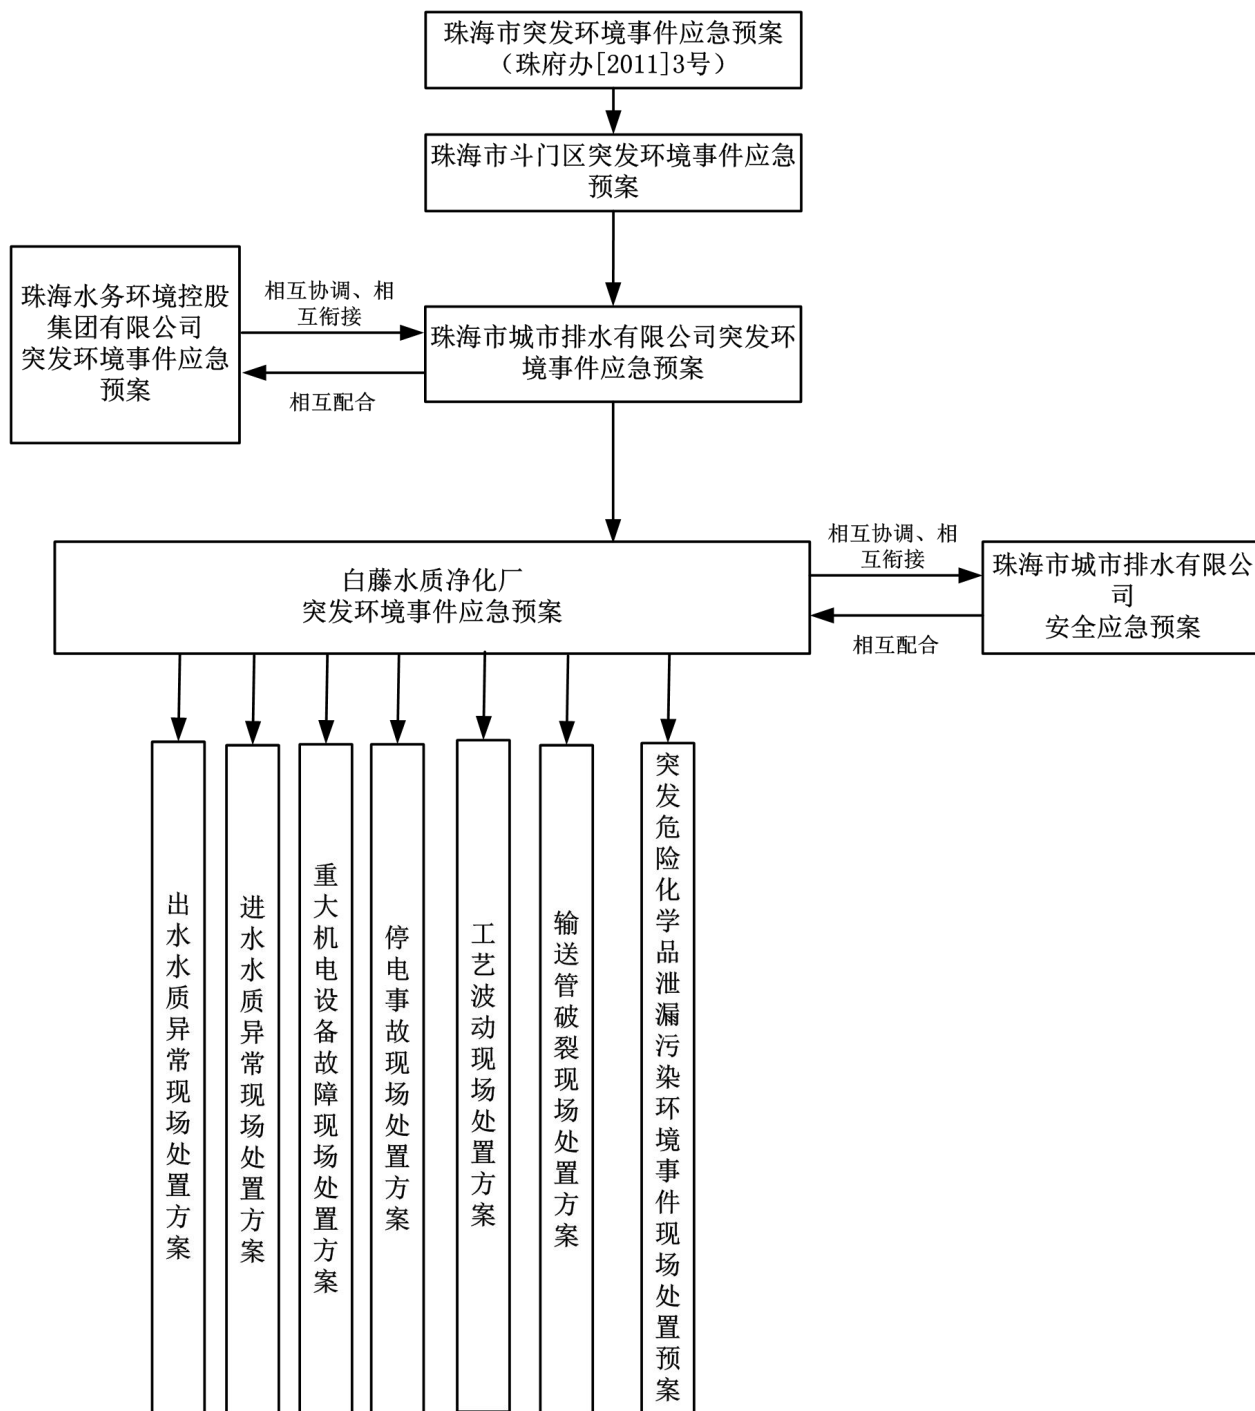 珠海市突发环境事件应急预案
（珠府办[2011]3号）
珠海市斗门区突发环境事件应急
预案
珠海水务环境控股
集团有限公司
突发环境事件应急
预案
相互协调、相
互衔接
相互配合
珠海市城市排水有限公司突发环
境事件应急预案
白藤水质净化厂
突发环境事件应急预案
相互协调、相
互衔接
相互配合
珠海市城市排水有限公
司
安全应急预案
出水水质异常现场处置方案
进水水质异常现场处置方案
重大机电设备故障现场处置方案
停电事故现场处置方案
工艺波动现场处置方案
输送管破裂现场处置方案
突发危险化学品泄漏污染环境事件现场处置预案